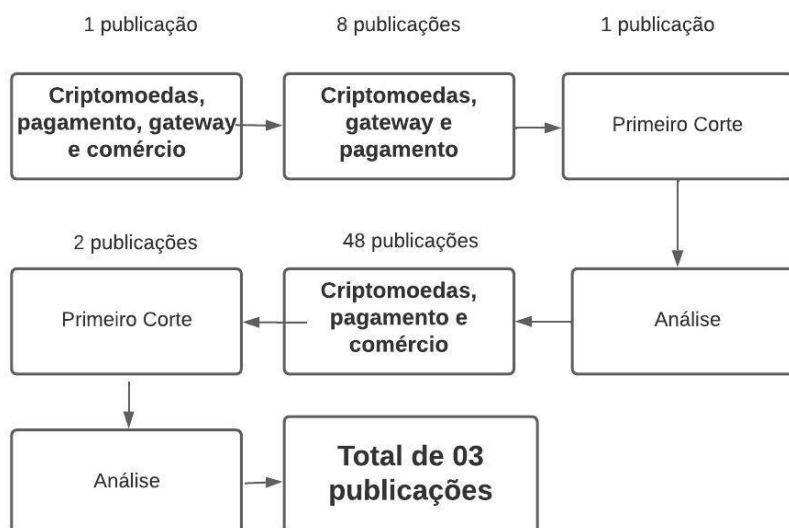 1 publicação
8 publicações
1 publicação
Criptomoedas,
pagamento, gateway
e comércio
Criptomoedas,
gateway e
pagamento
Primeiro Corte
2 publicações
48 publicações
Primeiro Corte
Criptomoedas,
pagamento e
comércio
Análise
Análise
Total de 03
publicações